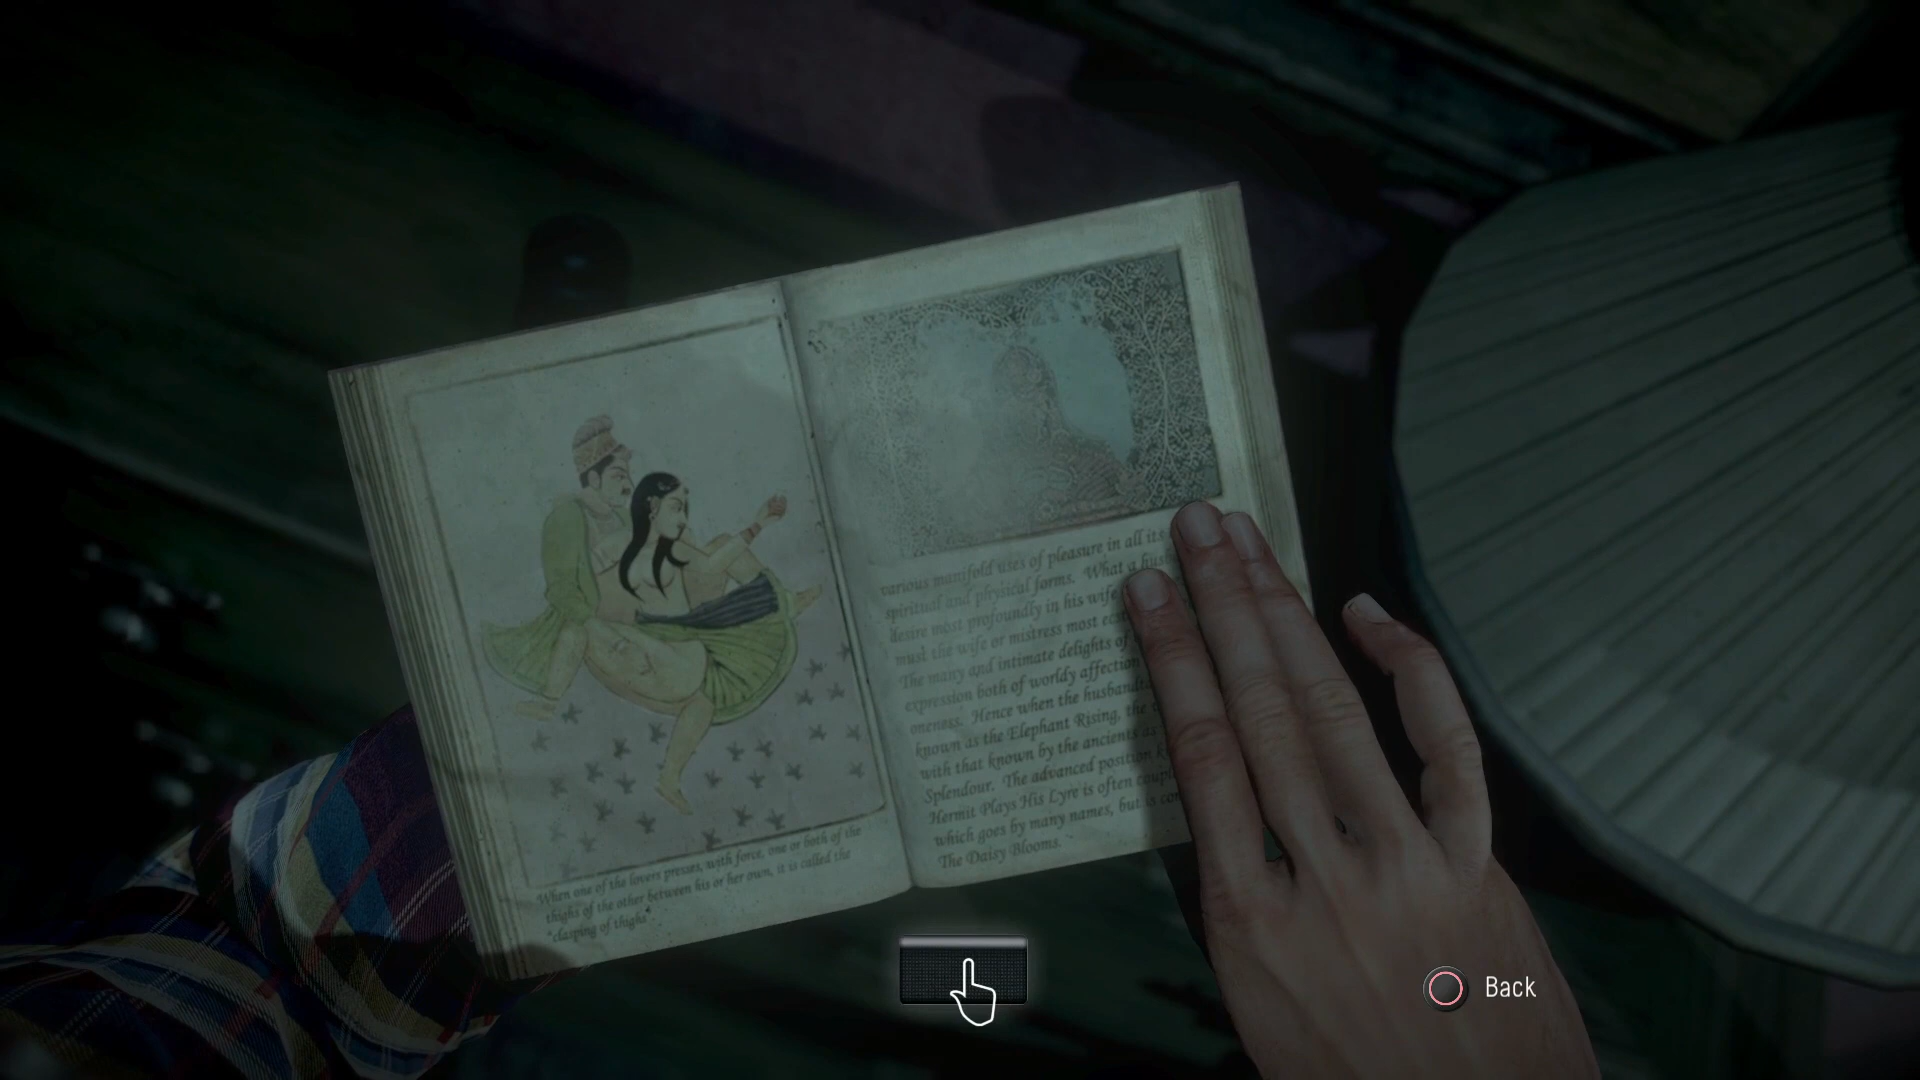 When one of the lovers presses, with force, one or both of the
thighs of the other between his or her own, it is called the
"clasping of thighs"
various manifold uses of pleasure in all its
spiritual and physical forms. What a
desire most profoundly in his wife
must the wife or mistress most
The many and intimate delights of
expression both of worldy affection
oneness. Hence when the husband
known as the Elephant Rising, the
with that known by the ancients as
Splendour. The advanced position
Hermit Plays His Lyre is often
which goes by many names, but is
The Daisy Blooms.
Back